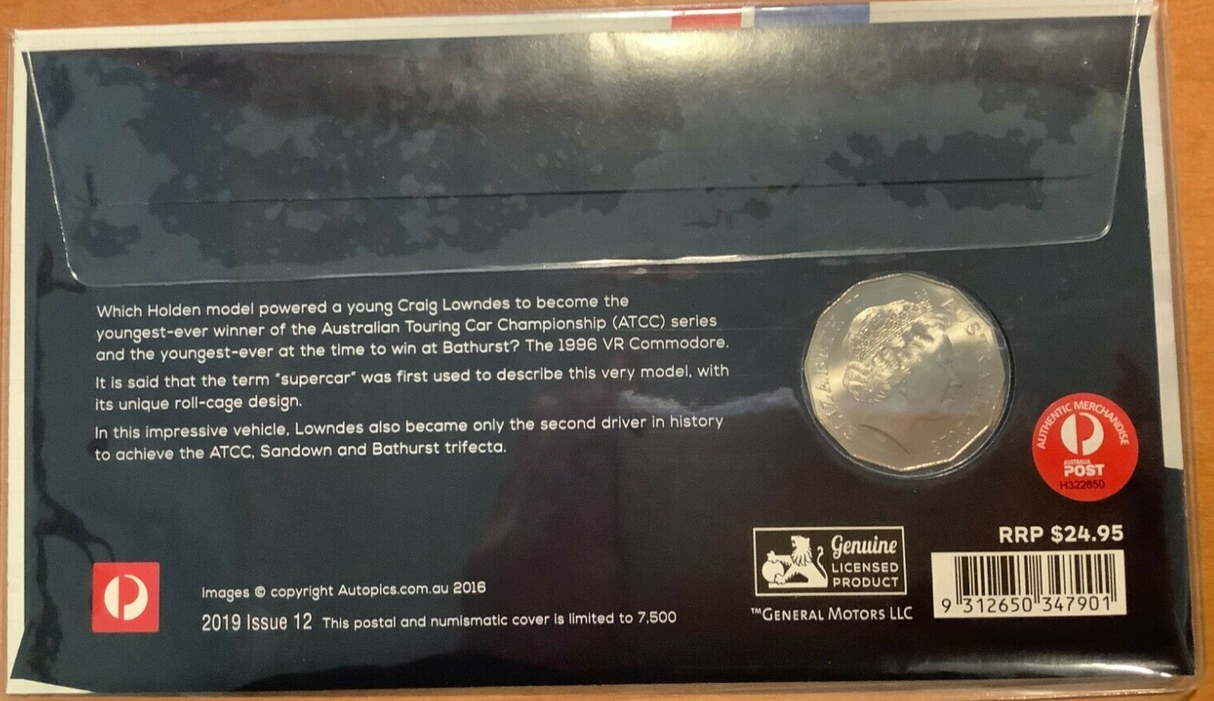 Which Holden model powered a young Craig Lowndes to become the
youngest-ever winner of the Australian Touring Car Championship (ATCC) series
and the youngest-ever at the time to win at Bathurst? The 1996 VR Commodore.
It is said that the term "supercar" was first used to describe this very model, with
its unique roll-cage design.
In this impressive vehicle, Lowndes also became only the second driver in history
to achieve the ATCC, Sandown and Bathurst trifecta.
AUTHENTIC MERCHANDISE
AUSTRALIA
POST
H322650
RRP $24.95
Genuine
LICENSED
PRODUCT
™GENERAL MOTORS LLC
9 312650 347901
Images © copyright Autopics.com.au 2016
2019 Issue 12 This postal and numismatic cover is limited to 7,500